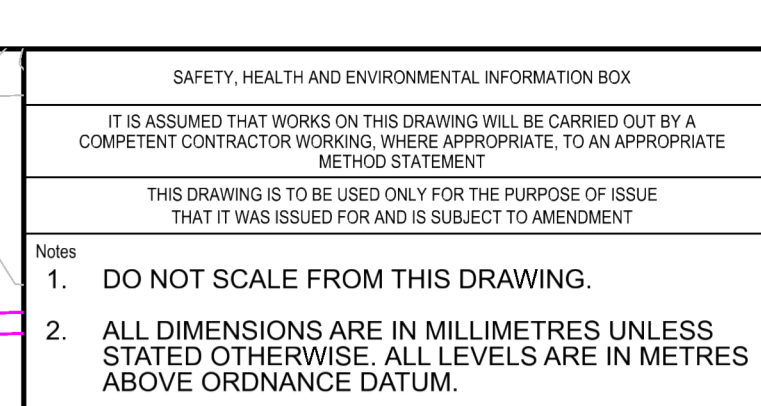 SAFETY, HEALTH AND ENVIRONMENTAL INFORMATION BOX
IT IS ASSUMED THAT WORKS ON THIS DRAWING WILL BE CARRIED OUT BY A
COMPETENT CONTRACTOR WORKING, WHERE APPROPRIATE, TO AN APPROPRIATE
METHOD STATEMENT
THIS DRAWING IS TO BE USED ONLY FOR THE PURPOSE OF ISSUE
THAT IT WAS ISSUED FOR AND IS SUBJECT TO AMENDMENT
Notes
1. DO NOT SCALE FROM THIS DRAWING.
2. ALL DIMENSIONS ARE IN MILLIMETRES UNLESS
STATED OTHERWISE. ALL LEVELS ARE IN METRES
ABOVE ORDNANCE DATUM.